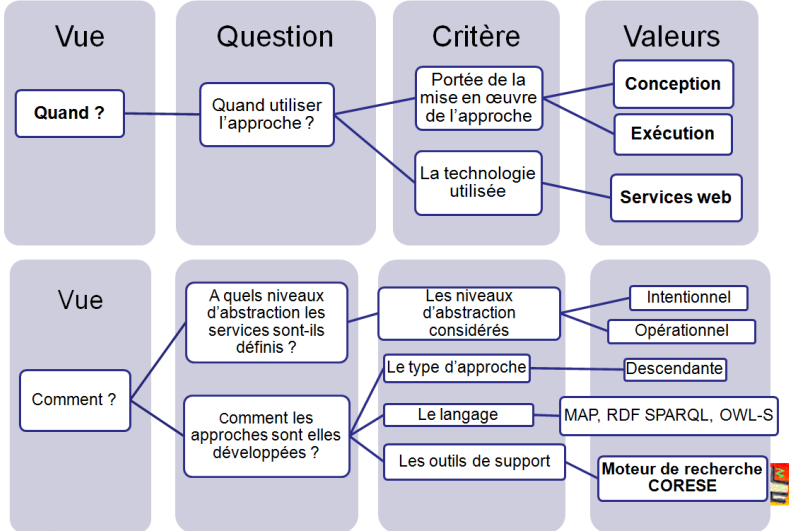 Vue
Question
Critère
Valeurs
Quand ?
Quand utiliser
l'approche ?
Portée de la
mise en œuvre
de l'approche
Conception
Exécution
La technologie
utilisée
Services web
Vue
Comment ?
A quels niveaux
d'abstraction les
services sont-ils
définis ?
Les niveaux
d'abstraction
considérés
Intentionnel
Opérationnel
Comment les
approches sont elles
développées ?
Le type d'approche
Descendante
Le langage
MAP, RDF SPARQL, OWL-S
Les outils de support
Moteur de recherche
CORESE